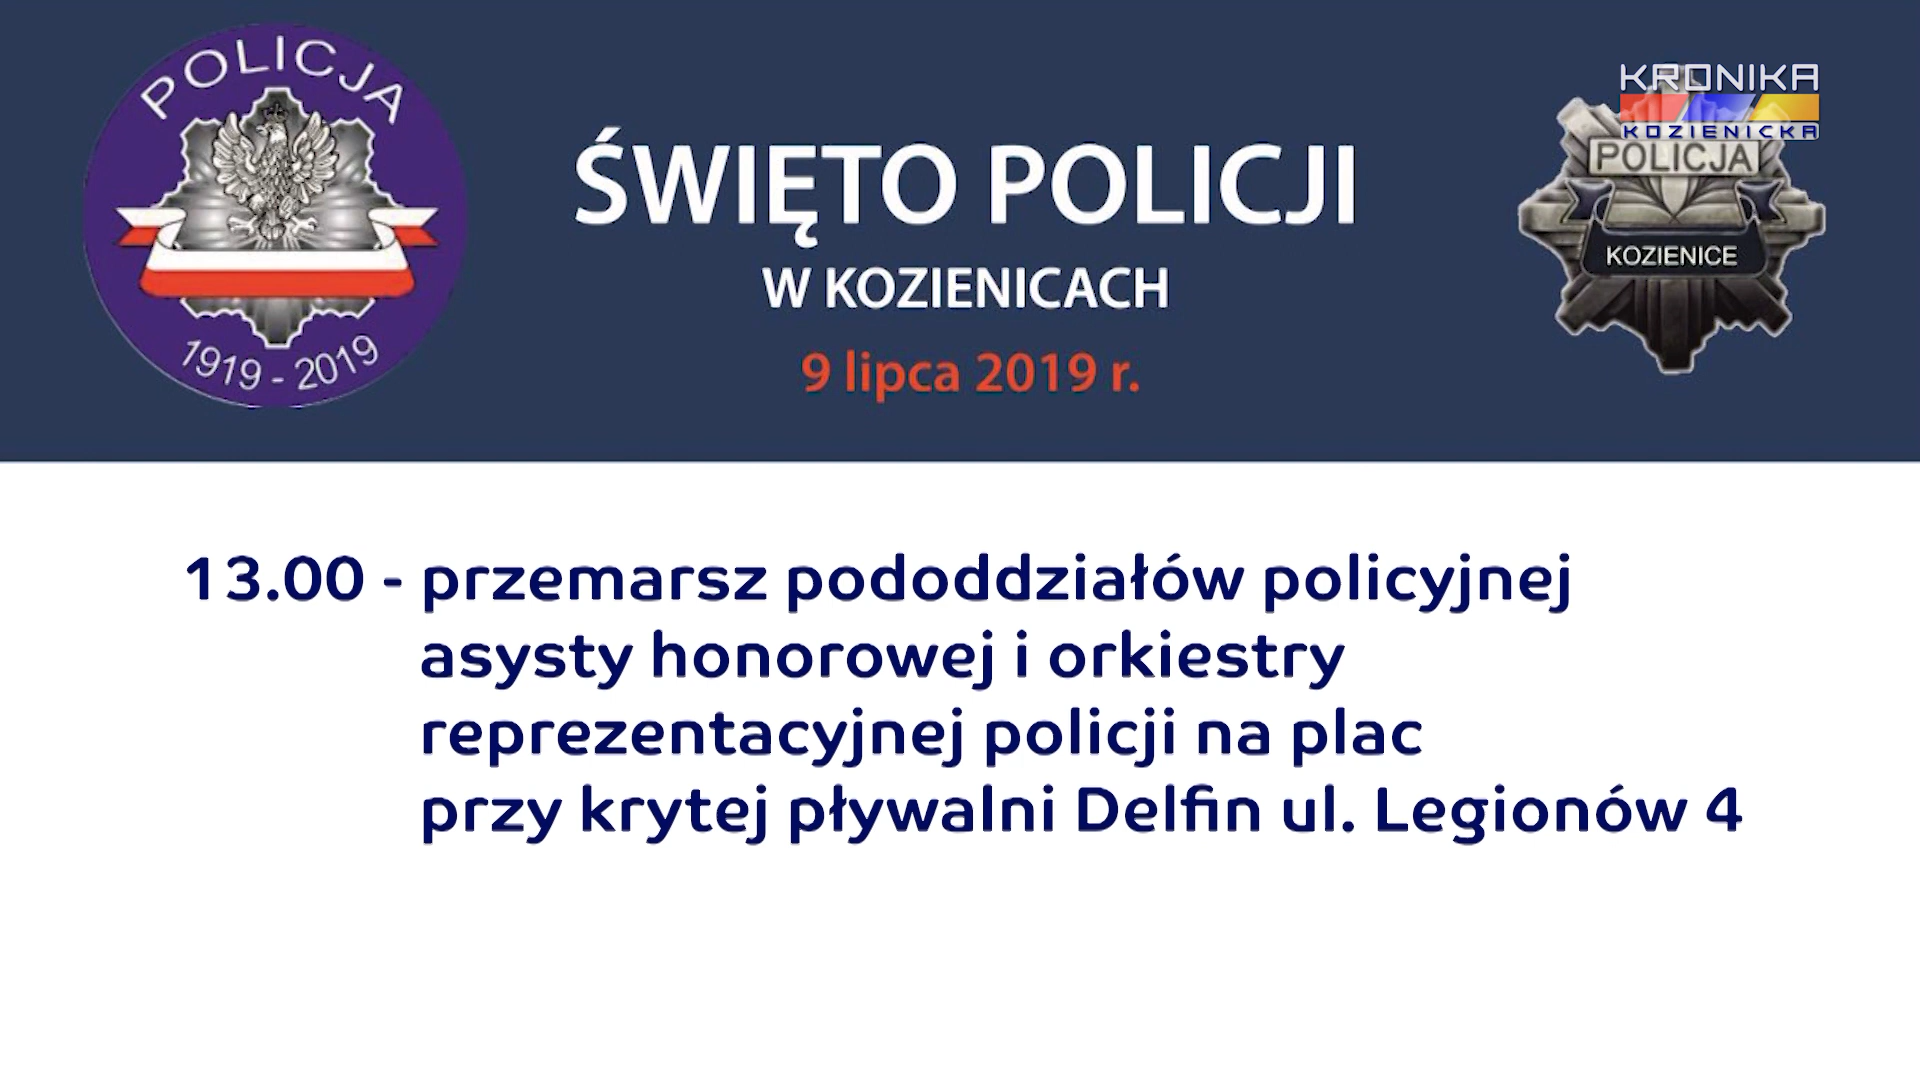 POLICJA
1919 - 2019
ŚWIĘTO POLICJI
W KOZIENICACH
9 lipca 2019 r.
KRONIKA
KOZIENICKA
POLICJA
KOZIENICE
13.00 - przemarsz pododdziałów policyjnej
asysty honorowej i orkiestry
reprezentacyjnej policji na plac
przy krytej pływalni Delfin ul. Legionów 4